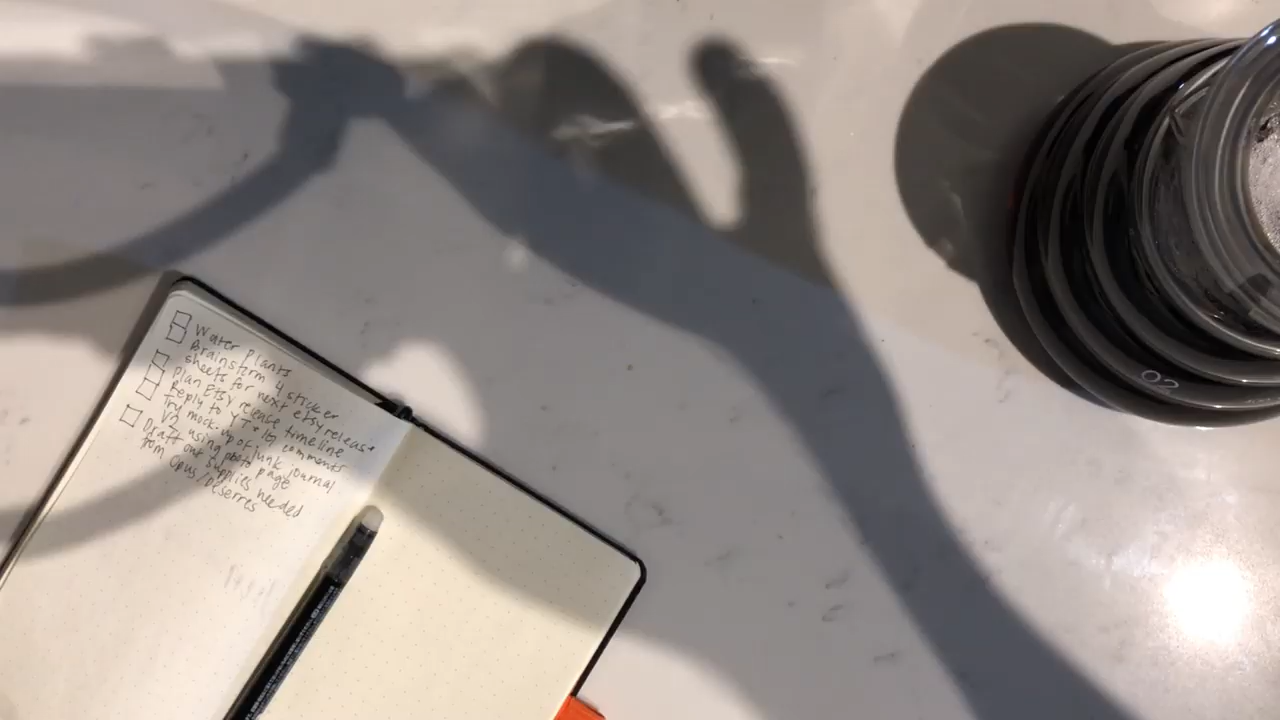 Water plants
Brainstorm 4 sticker
sheets for next etsy release
Plan Etsy release timeline
Reply to YT + IG comments
Try mock-up of junk journal
V2 using photo page
Draft out supplies needed
from Opus/Deserres